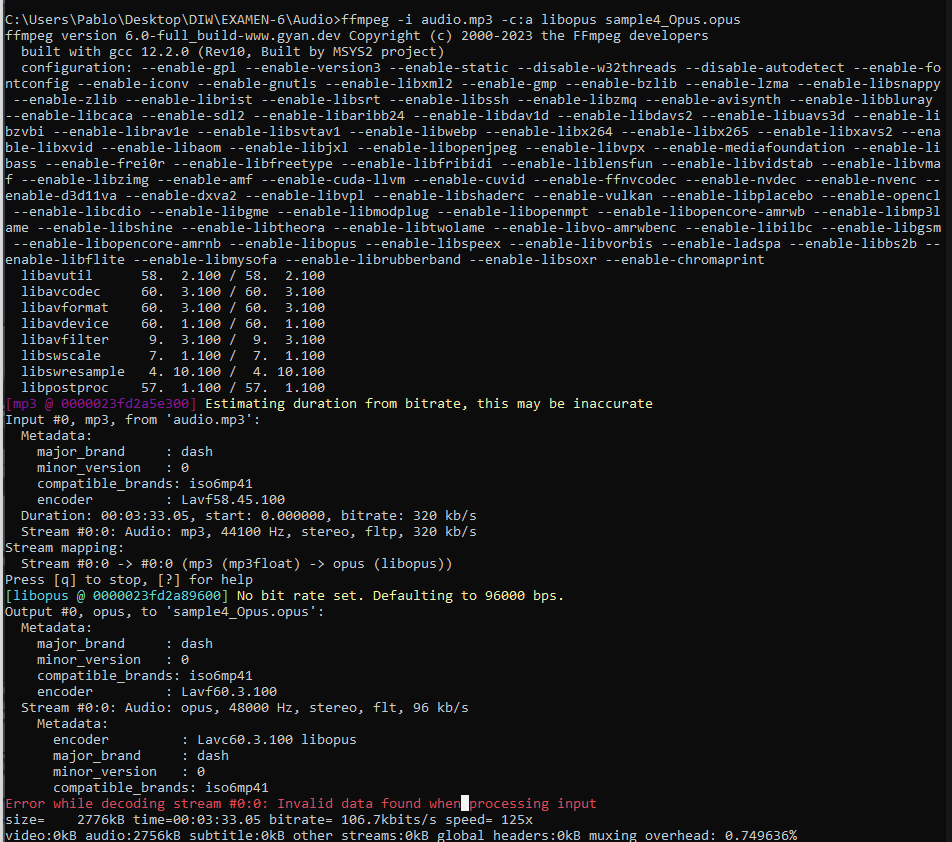 C:\Users\Pablo\Desktop\DIW\EXAMEN-6\Audio>ffmpeg -i audio.mp3 -c:a libopus sample4_Opus.opus
ffmpeg version 6.0-full_build-www.gyan.dev Copyright (c) 2000-2023 the FFmpeg developers
  built with gcc 12.2.0 (Rev10, Built by MSYS2 project)
  configuration: --enable-gpl --enable-version3 --enable-static --disable-w32threads --disable-autodetect --enable-fo
ntconfig --enable-iconv --enable-gnutls --enable-libxml2 --enable-gmp --enable-bzlib --enable-lzma --enable-libsnappy
 --enable-zlib --enable-librist --enable-libsrt --enable-libssh --enable-libzmq --enable-avisynth --enable-libbluray
--enable-libcaca --enable-sdl2 --enable-libaribb24 --enable-libdav1d --enable-libdavs2 --enable-libuavs3d --enable-li
bzvbi --enable-librav1e --enable-libsvtav1 --enable-libwebp --enable-libx264 --enable-libx265 --enable-libxavs2 --ena
ble-libxvid --enable-libaom --enable-libjxl --enable-libopenjpeg --enable-libvpx --enable-mediafoundation --enable-li
bass --enable-frei0r --enable-libfreetype --enable-libfribidi --enable-liblensfun --enable-libvidstab --enable-libvma
f --enable-libzimg --enable-amf --enable-cuda-llvm --enable-cuvid --enable-ffnvcodec --enable-nvdec --enable-nvenc --
enable-d3d11va --enable-dxva2 --enable-libvpl --enable-libshaderc --enable-vulkan --enable-libplacebo --enable-opencl
 --enable-libcdio --enable-libgme --enable-libmodplug --enable-libopenmpt --enable-libopencore-amrwb --enable-libmp3l
ame --enable-libshine --enable-libtheora --enable-libtwolame --enable-libvo-amrwbenc --enable-libilbc --enable-libgsm
 --enable-libopencore-amrnb --enable-libopus --enable-libspeex --enable-libvorbis --enable-ladspa --enable-libbs2b --
enable-libflite --enable-libmysofa --enable-librubberband --enable-libsoxr --enable-chromaprint
  libavutil      58.  2.100 / 58.  2.100
  libavcodec     60.  3.100 / 60.  3.100
  libavformat    60.  3.100 / 60.  3.100
  libavdevice    60.  1.100 / 60.  1.100
  libavfilter     9.  3.100 /  9.  3.100
  libswscale      7.  1.100 /  7.  1.100
  libswresample   4. 10.100 /  4. 10.100
  libpostproc    57.  1.100 / 57.  1.100
[mp3 @ 0000023fd2a5e300] Estimating duration from bitrate, this may be inaccurate
Input #0, mp3, from 'audio.mp3':
  Metadata:
    major_brand     : dash
    minor_version   : 0
    compatible_brands: iso6mp41
    encoder         : Lavf58.45.100
  Duration: 00:03:33.05, start: 0.000000, bitrate: 320 kb/s
  Stream #0:0: Audio: mp3, 44100 Hz, stereo, fltp, 320 kb/s
Stream mapping:
  Stream #0:0 -> #0:0 (mp3 (mp3float) -> opus (libopus))
Press [q] to stop, [?] for help
[libopus @ 0000023fd2a89600] No bit rate set. Defaulting to 96000 bps.
Output #0, opus, to 'sample4_Opus.opus':
  Metadata:
    major_brand     : dash
    minor_version   : 0
    compatible_brands: iso6mp41
    encoder         : Lavf60.3.100
  Stream #0:0: Audio: opus, 48000 Hz, stereo, flt, 96 kb/s
    Metadata:
      encoder         : Lavc60.3.100 libopus
      major_brand     : dash
      minor_version   : 0
      compatible_brands: iso6mp41
Error while decoding stream #0:0: Invalid data found when processing input
size=    2776kB time=00:03:33.05 bitrate= 106.7kbits/s speed= 125x
video:0kB audio:2756kB subtitle:0kB other streams:0kB global headers:0kB muxing overhead: 0.749636%